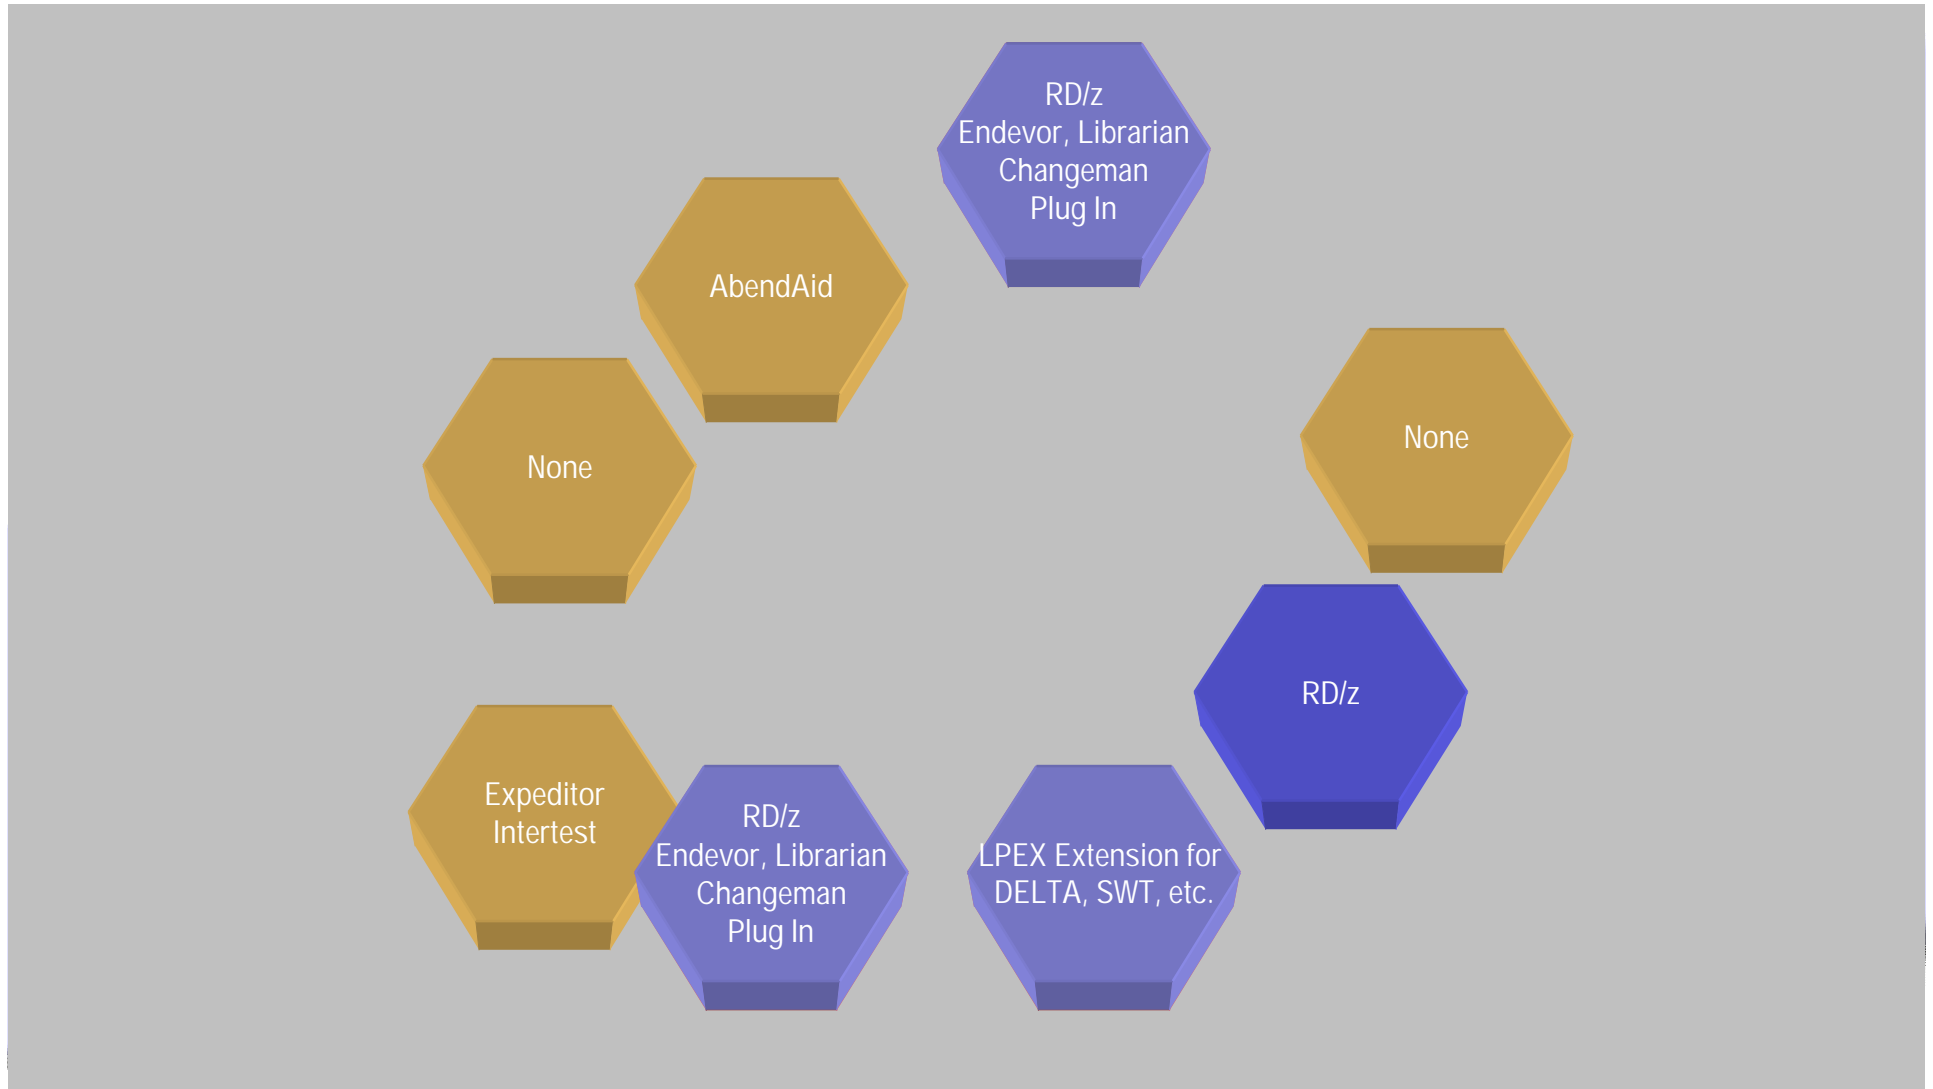 RD/z
Endevor, Librarian
Changeman
Plug In
AbendAid
None
None
RD/z
Expeditor
Intertest
RD/z
Endevor, Librarian
Changeman
Plug In
LPEX Extension for
DELTA, SWT, etc.